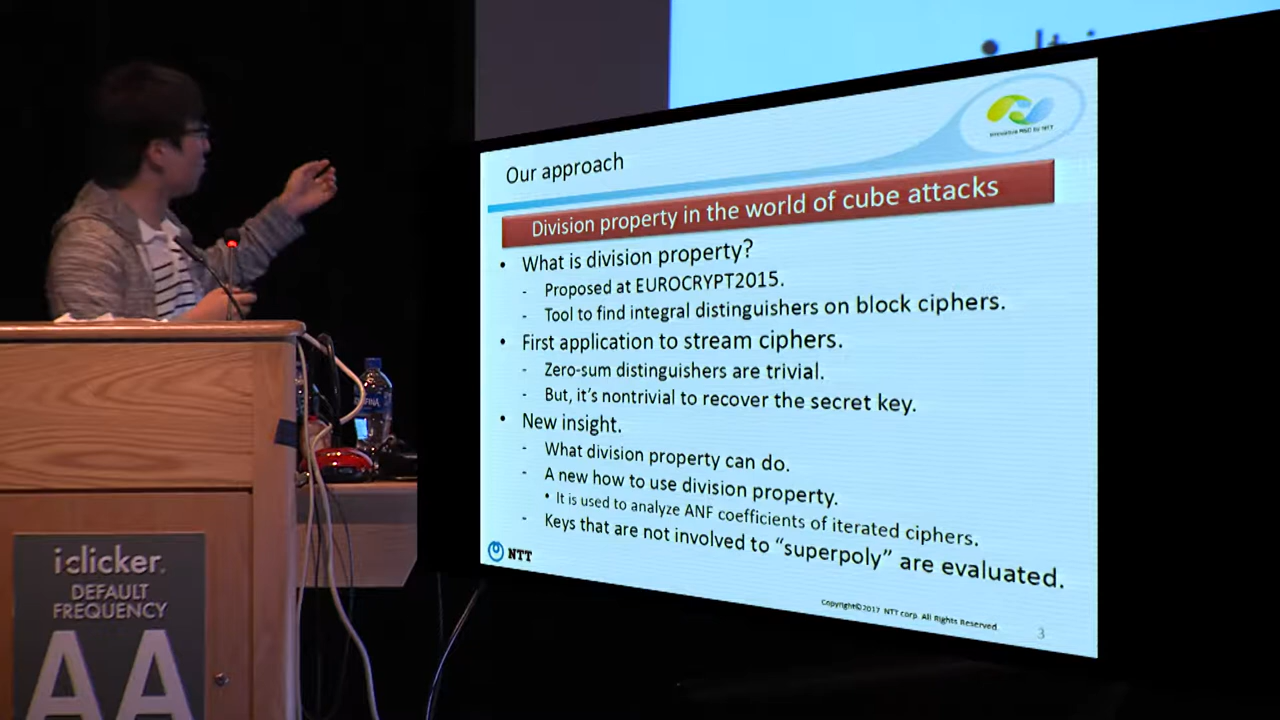 Our approach
Innovative R&D by NTT
Division property in the world of cube attacks
• What is division property?
- Proposed at EUROCRYPT2015.
- Tool to find integral distinguishers on block ciphers.
• First application to stream ciphers.
- Zero-sum distinguishers are trivial.
- But, it's nontrivial to recover the secret key.
• New insight.
- What division property can do.
- A new how to use division property.
• It is used to analyze ANF coefficients of iterated ciphers.
- Keys that are not involved to “superpoly” are evaluated.
NTT
Copyright©2017 NTT corp. All Rights Reserved
3
iclicker.
DEFAULT
FREQUENCY
AA